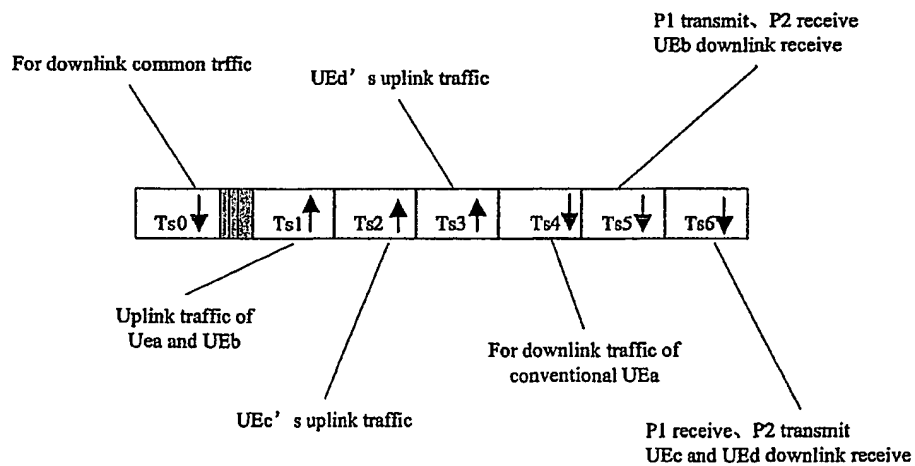 P1 transmit、P2 receive
UEb downlink receive
For downlink common trffic
UEd’s uplink traffic
Ts0 Ts1 Ts2 Ts3 Ts4 Ts5 Ts6
Uplink traffic of
Uea and UEb
For downlink traffic of
conventional UEa
UEc’s uplink traffic
P1 receive、P2 transmit
UEc and UEd downlink receive